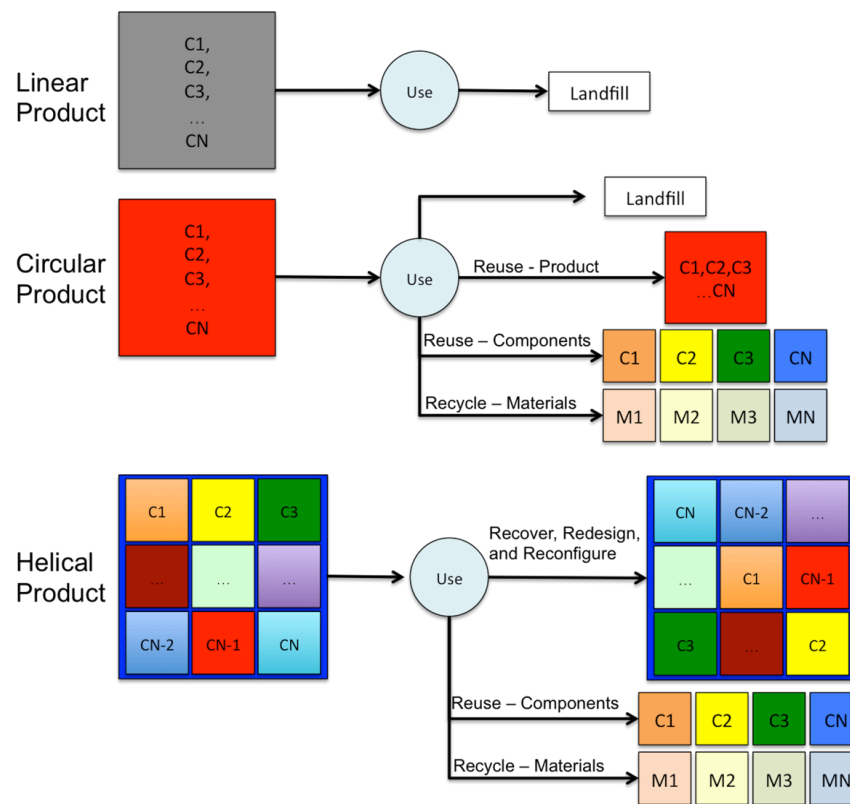 Linear
Product
C1,
C2,
C3,
...
CN
Use
Landfill
Circular
Product
C1,
C2,
C3,
...
CN
Use
Landfill
Reuse - Product
C1,C2,C3
...CN
Reuse – Components
C1 C2 C3 CN
Recycle – Materials
M1 M2 M3 MN
Helical
Product
C1 C2 C3
... ... ...
CN-2 CN-1 CN
Use
Recover, Redesign,
and Reconfigure
CN CN-2 ...
... C1 CN-1
C3 ... C2
Reuse – Components
C1 C2 C3 CN
Recycle – Materials
M1 M2 M3 MN